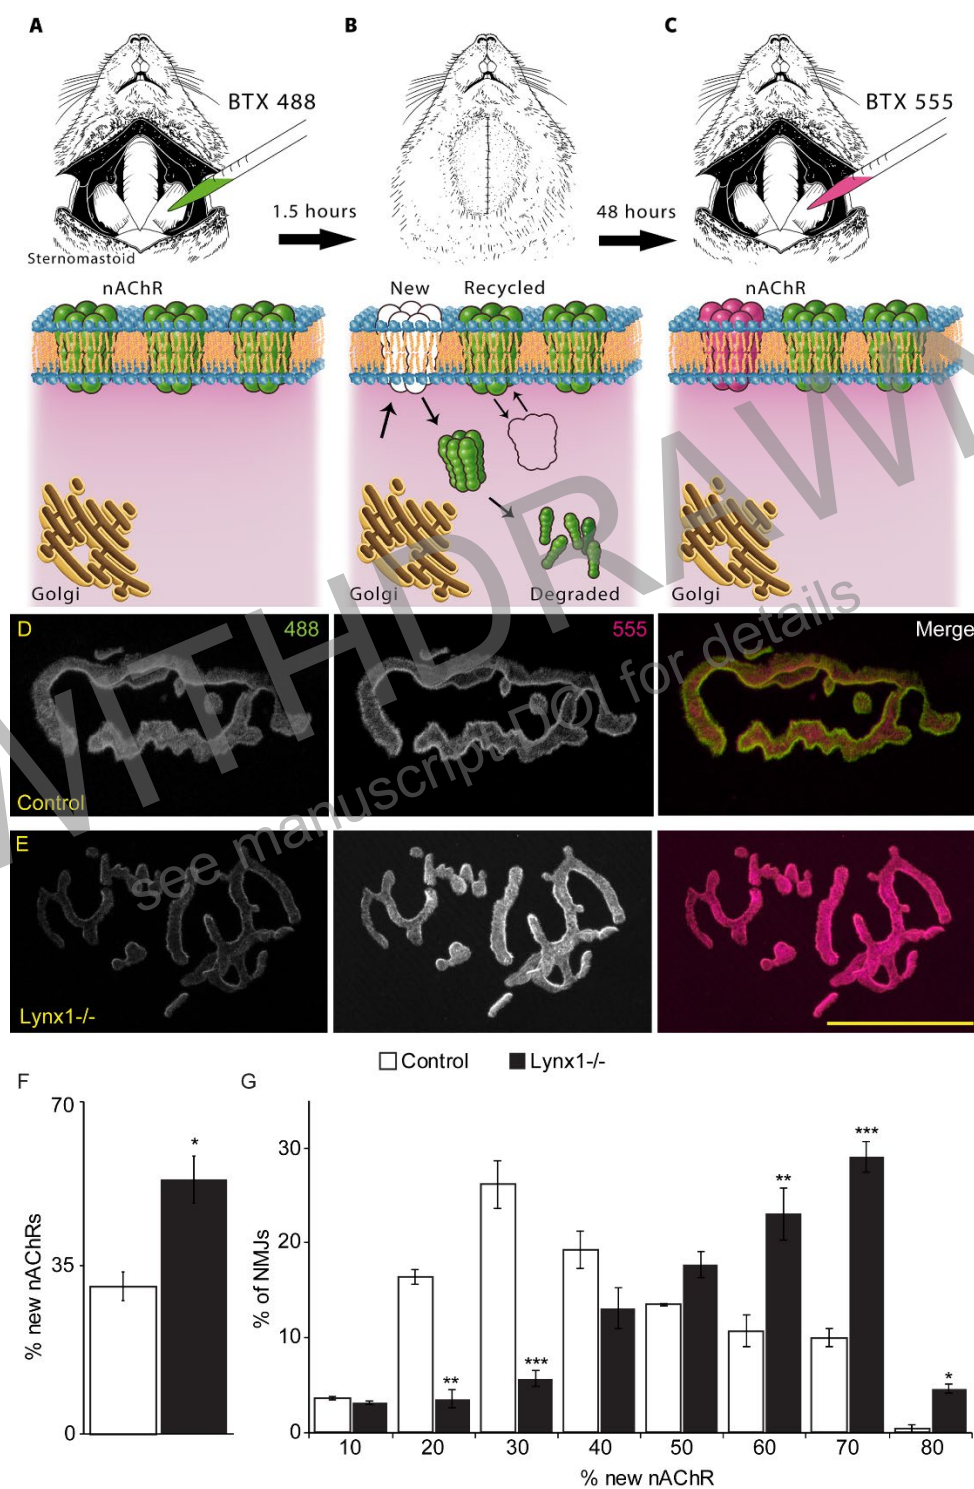 A
B
C
BTX 488
BTX 555
1.5 hours
48 hours
Sternomastoid
nAChR
New
Recycled
nAChR
Golgi
Golgi
Degraded
Golgi
WITHDRAWN
see manuscript DOI for details
D
488
555
Merge
Control
E
Lynx1-/-
Control
Lynx1-/-
F
G
70
35
0
% new nAChRs
*
% of NMJs
30
20
10
0
**
***
**
***
*
10 20 30 40 50 60 70 80
% new nAChR